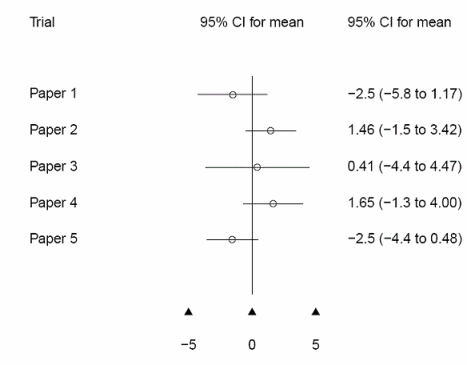 Trial 95% CI for mean 95% CI for mean
Paper 1 −2.5 (−5.8 to 1.17)
Paper 2 1.46 (−1.5 to 3.42)
Paper 3 0.41 (−4.4 to 4.47)
Paper 4 1.65 (−1.3 to 4.00)
Paper 5 −2.5 (−4.4 to 0.48)
−5 0 5